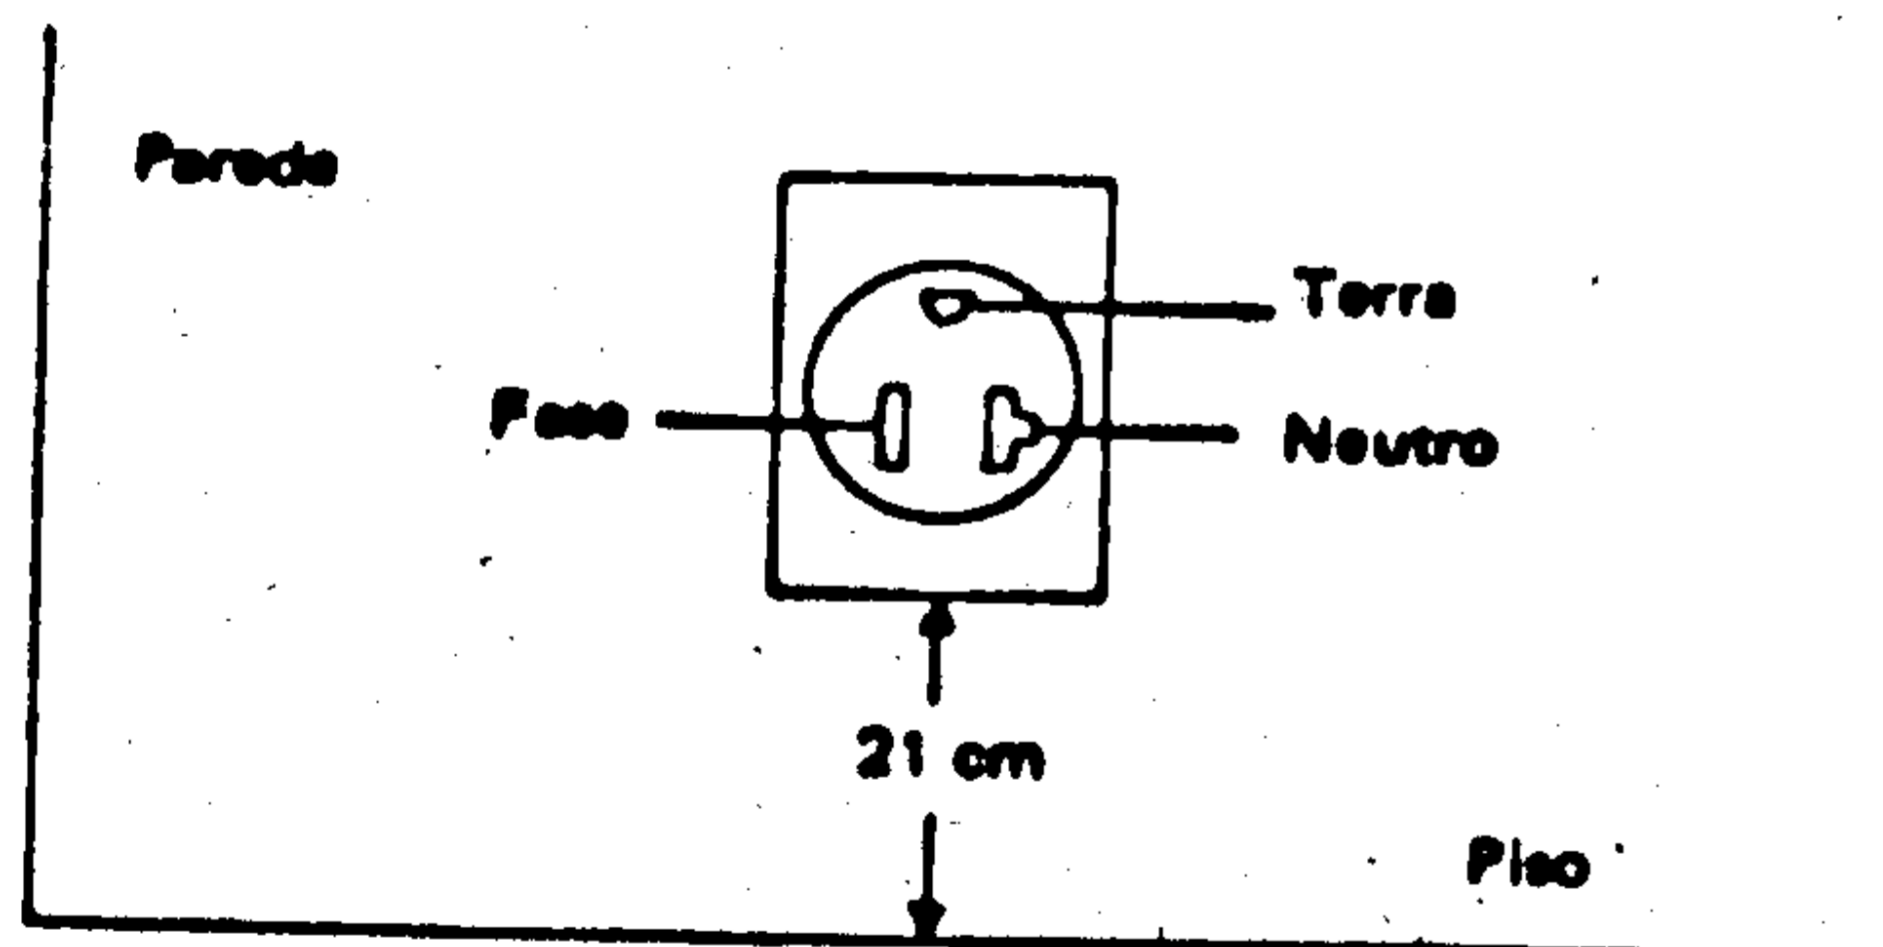 Parede
Terra
Fase
Neutro
21 cm
Piso